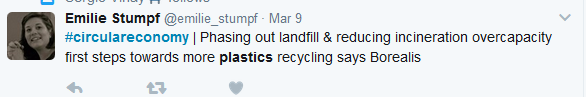 Emilie Stumpf @emilie_stumpf · Mar 9
#circulareconomy | Phasing out landfill & reducing incineration overcapacity
first steps towards more plastics recycling says Borealis